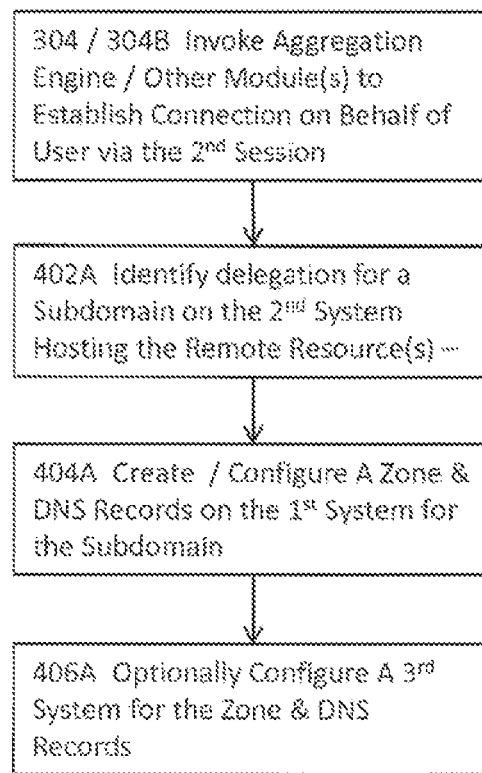 304 / 304B Invoke Aggregation
Engine / Other Module(s) to
Establish Connection on Behalf of
User via the 2nd Session
402A Identify delegation for a
Subdomain on the 2nd System
Hosting the Remote Resource(s) –
404A Create / Configure A Zone &
DNS Records on the 1st System for
the Subdomain
406A Optionally Configure A 3rd
System for the Zone & DNS
Records